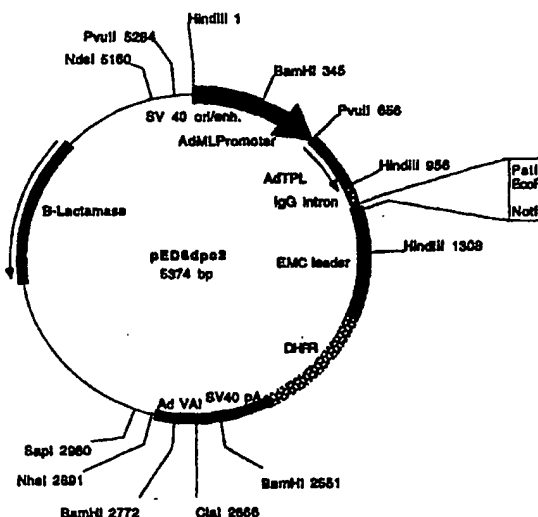 HindIII 1
PvuII 5284
NdeI 5160
BamHI 345
SV 40 ori/enh.
PvuII 656
AdMLPromoter
HindIII 956
AdTPL
PstI
IgG intron
EcoR
NotI
B-Lactamase
pED6dpc2
5374 bp
EMC leader
HindIII 1309
DHFR
Ad VAI
SV40 pA
SapI 2960
NheI 2891
BamHI 2551
BamHI 2772
ClaI 2656